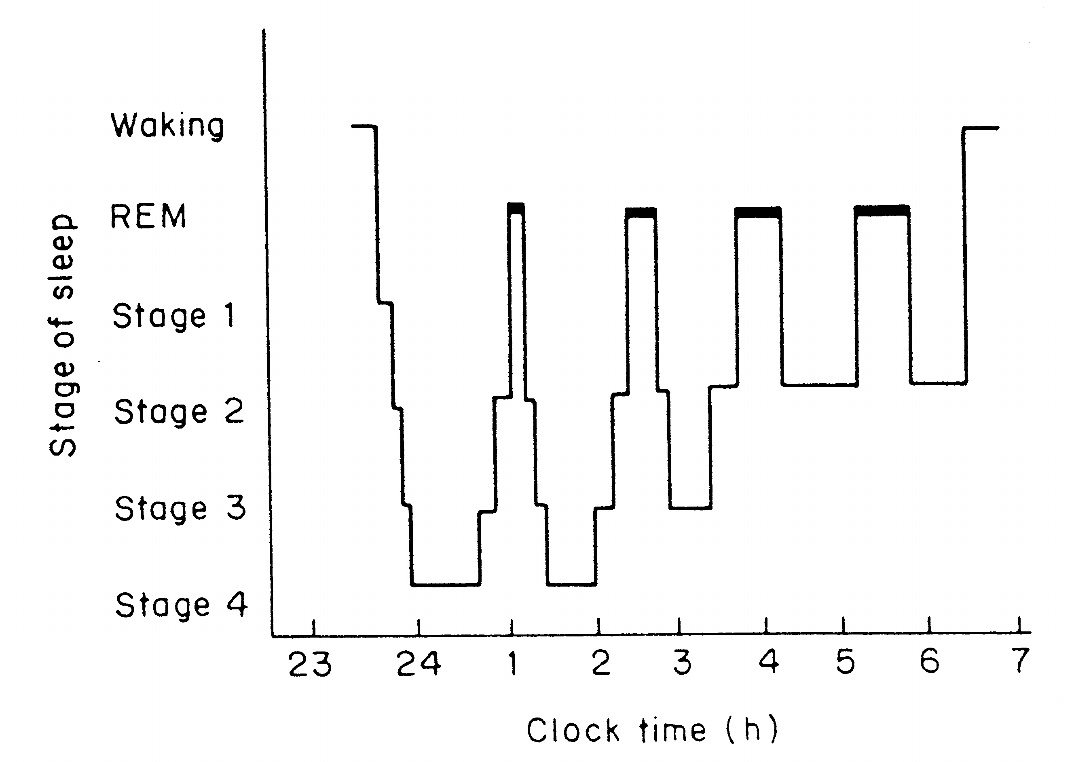 Stage of sleep
Waking
REM
Stage 1
Stage 2
Stage 3
Stage 4
23 24 1 2 3 4 5 6 7
Clock time (h)